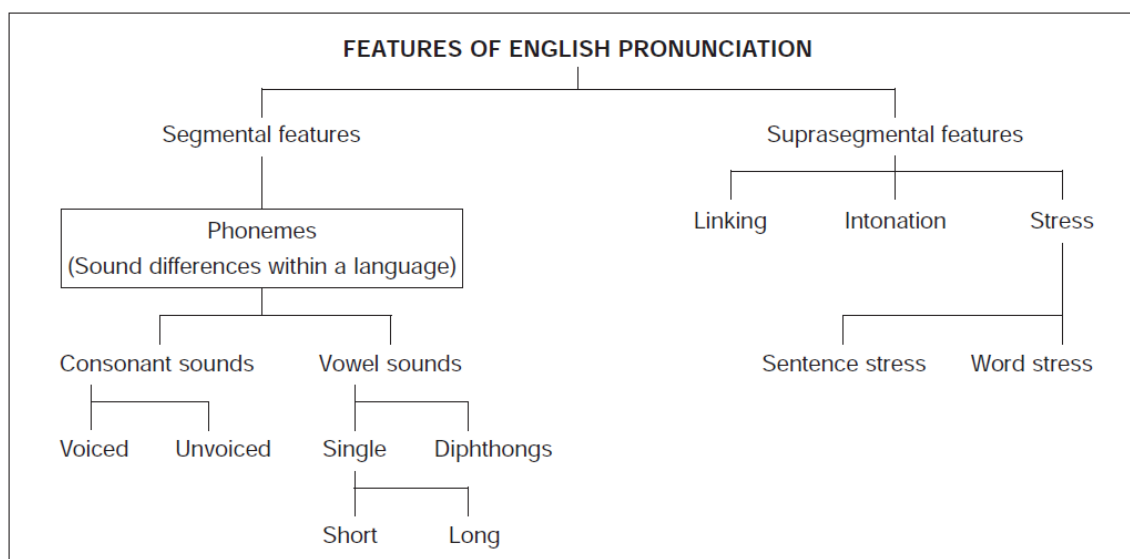 FEATURES OF ENGLISH PRONUNCIATION
Segmental features
Suprasegmental features
Linking
Intonation
Stress
Phonemes
(Sound differences within a language)
Consonant sounds
Vowel sounds
Sentence stress
Word stress
Voiced
Unvoiced
Single
Diphthongs
Short
Long